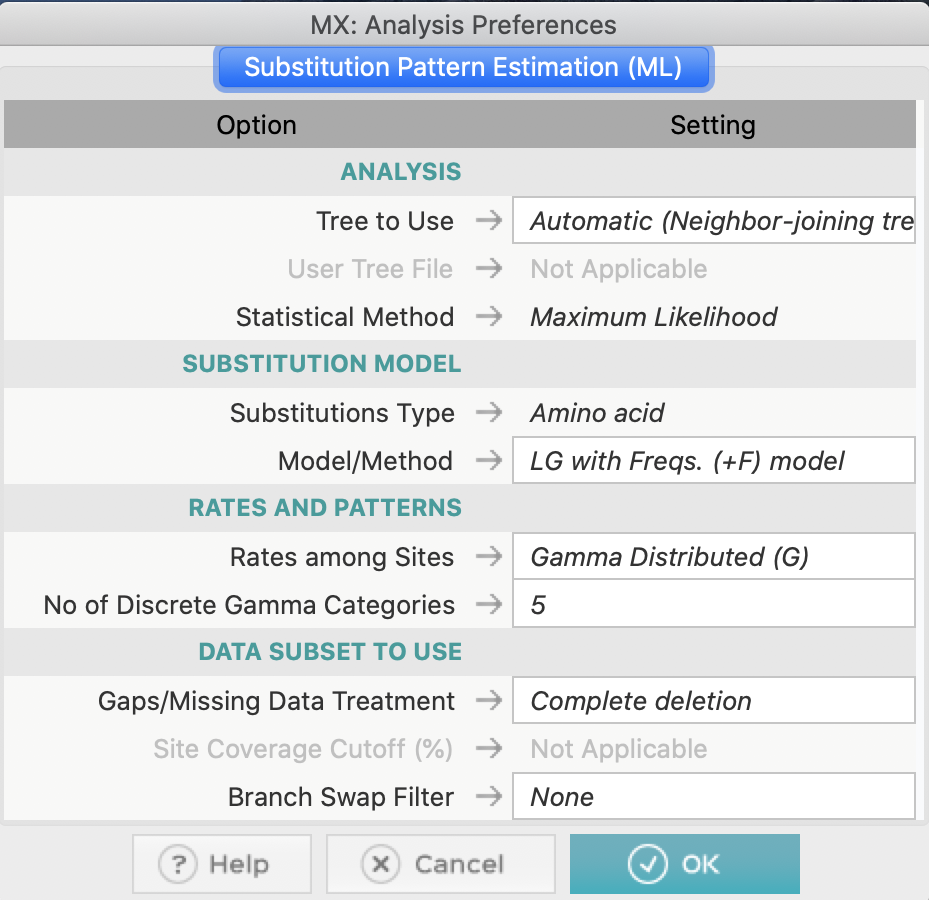 MX: Analysis Preferences
Substitution Pattern Estimation (ML)
Option Setting
ANALYSIS
Tree to Use → Automatic (Neighbor-joining tre
User Tree File → Not Applicable
Statistical Method → Maximum Likelihood
SUBSTITUTION MODEL
Substitutions Type → Amino acid
Model/Method → LG with Freqs. (+F) model
RATES AND PATTERNS
Rates among Sites → Gamma Distributed (G)
No of Discrete Gamma Categories → 5
DATA SUBSET TO USE
Gaps/Missing Data Treatment → Complete deletion
Site Coverage Cutoff (%) → Not Applicable
Branch Swap Filter → None
? Help Cancel OK